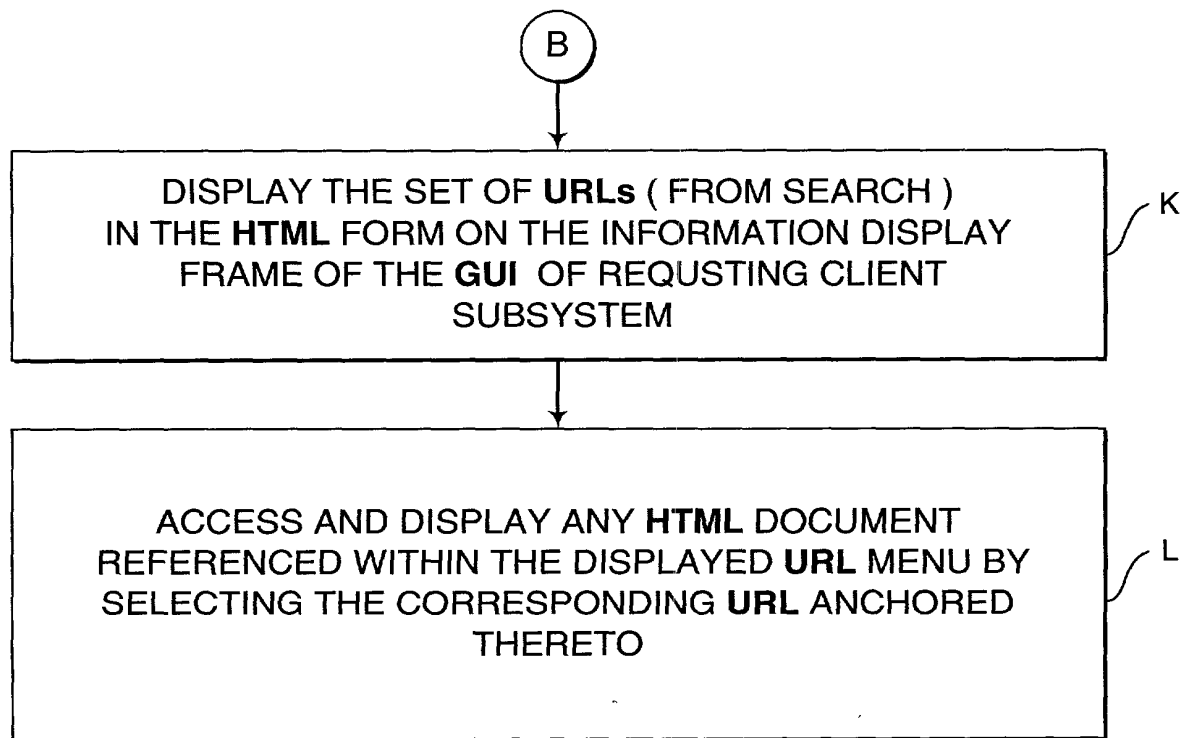 B
DISPLAY THE SET OF URLs ( FROM SEARCH )
IN THE HTML FORM ON THE INFORMATION DISPLAY
FRAME OF THE GUI OF REQUSTING CLIENT
SUBSYSTEM
K
ACCESS AND DISPLAY ANY HTML DOCUMENT
REFERENCED WITHIN THE DISPLAYED URL MENU BY
SELECTING THE CORRESPONDING URL ANCHORED
THERETO
L